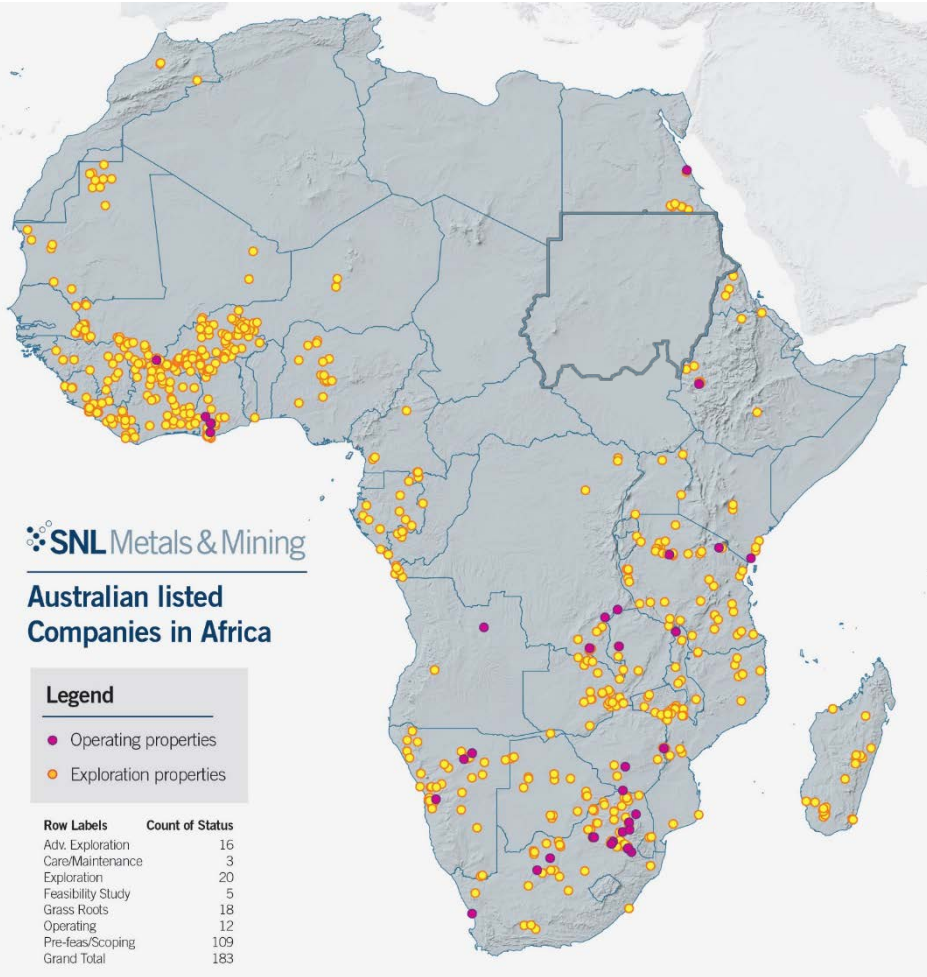 SNL Metals & Mining
Australian listed
Companies in Africa
Legend
Operating properties
Exploration properties
Row Labels Count of Status
Adv. Exploration 16
Care/Maintenance 3
Exploration 20
Feasibility Study 5
Grass Roots 18
Operating 12
Pre-feas/Scoping 109
Grand Total 183